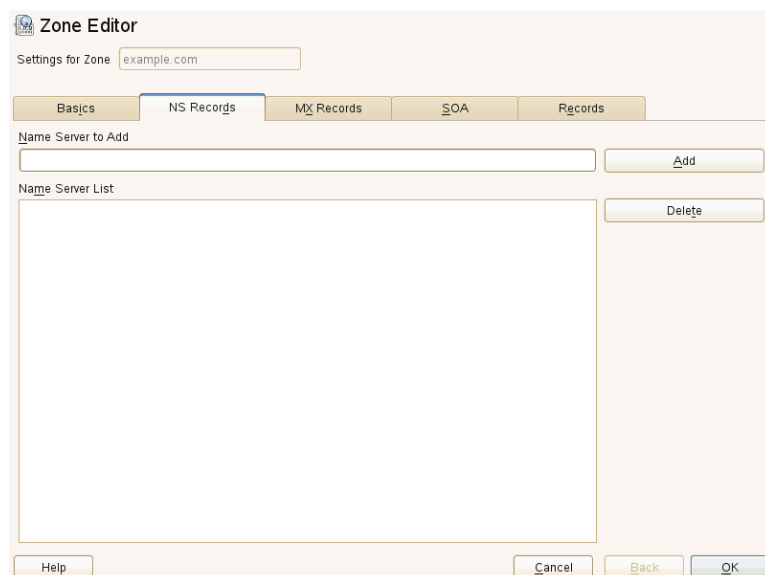 Zone Editor
Settings for Zone example.com
Basics NS Records MX Records SOA Records
Name Server to Add
Add
Name Server List
Delete
Help Cancel Back OK